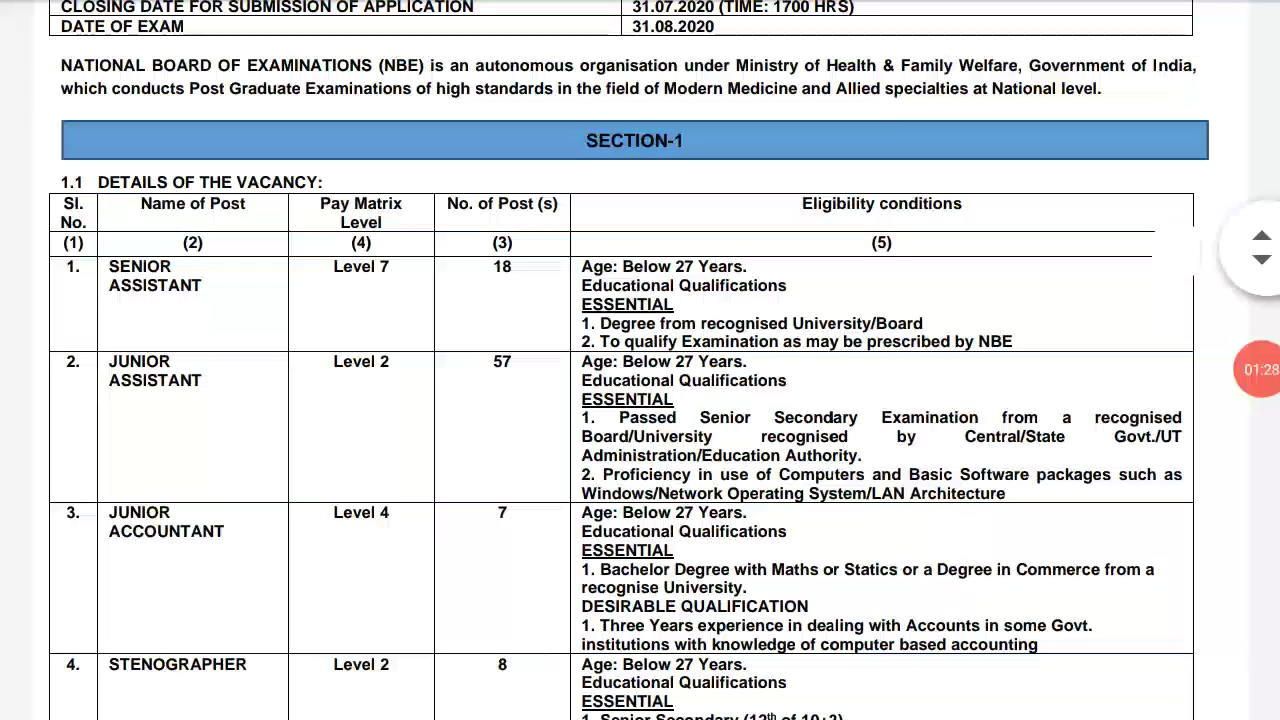 CLOSING DATE FOR SUBMISSION OF APPLICATION 31.07.2020 (TIME: 1700 HRS)
DATE OF EXAM 31.08.2020
NATIONAL BOARD OF EXAMINATIONS (NBE) is an autonomous organisation under Ministry of Health & Family Welfare, Government of India,
which conducts Post Graduate Examinations of high standards in the field of Modern Medicine and Allied specialties at National level.
SECTION-1
1.1 DETAILS OF THE VACANCY:
Sl. No. Name of Post Pay Matrix Level No. of Post (s) Eligibility conditions
(1) (2) (4) (3) (5)
1. SENIOR ASSISTANT Level 7 18 Age: Below 27 Years.
Educational Qualifications
ESSENTIAL
1. Degree from recognised University/Board
2. To qualify Examination as may be prescribed by NBE
2. JUNIOR ASSISTANT Level 2 57 Age: Below 27 Years.
Educational Qualifications
ESSENTIAL
1. Passed Senior Secondary Examination from a recognised
Board/University recognised by Central/State Govt./UT
Administration/Education Authority.
2. Proficiency in use of Computers and Basic Software packages such as
Windows/Network Operating System/LAN Architecture
3. JUNIOR ACCOUNTANT Level 4 7 Age: Below 27 Years.
Educational Qualifications
ESSENTIAL
1. Bachelor Degree with Maths or Statics or a Degree in Commerce from a
recognise University.
DESIRABLE QUALIFICATION
1. Three Years experience in dealing with Accounts in some Govt.
institutions with knowledge of computer based accounting
4. STENOGRAPHER Level 2 8 Age: Below 27 Years.
Educational Qualifications
ESSENTIAL
1. Senior Secondary (12th of 10+2)
01:28